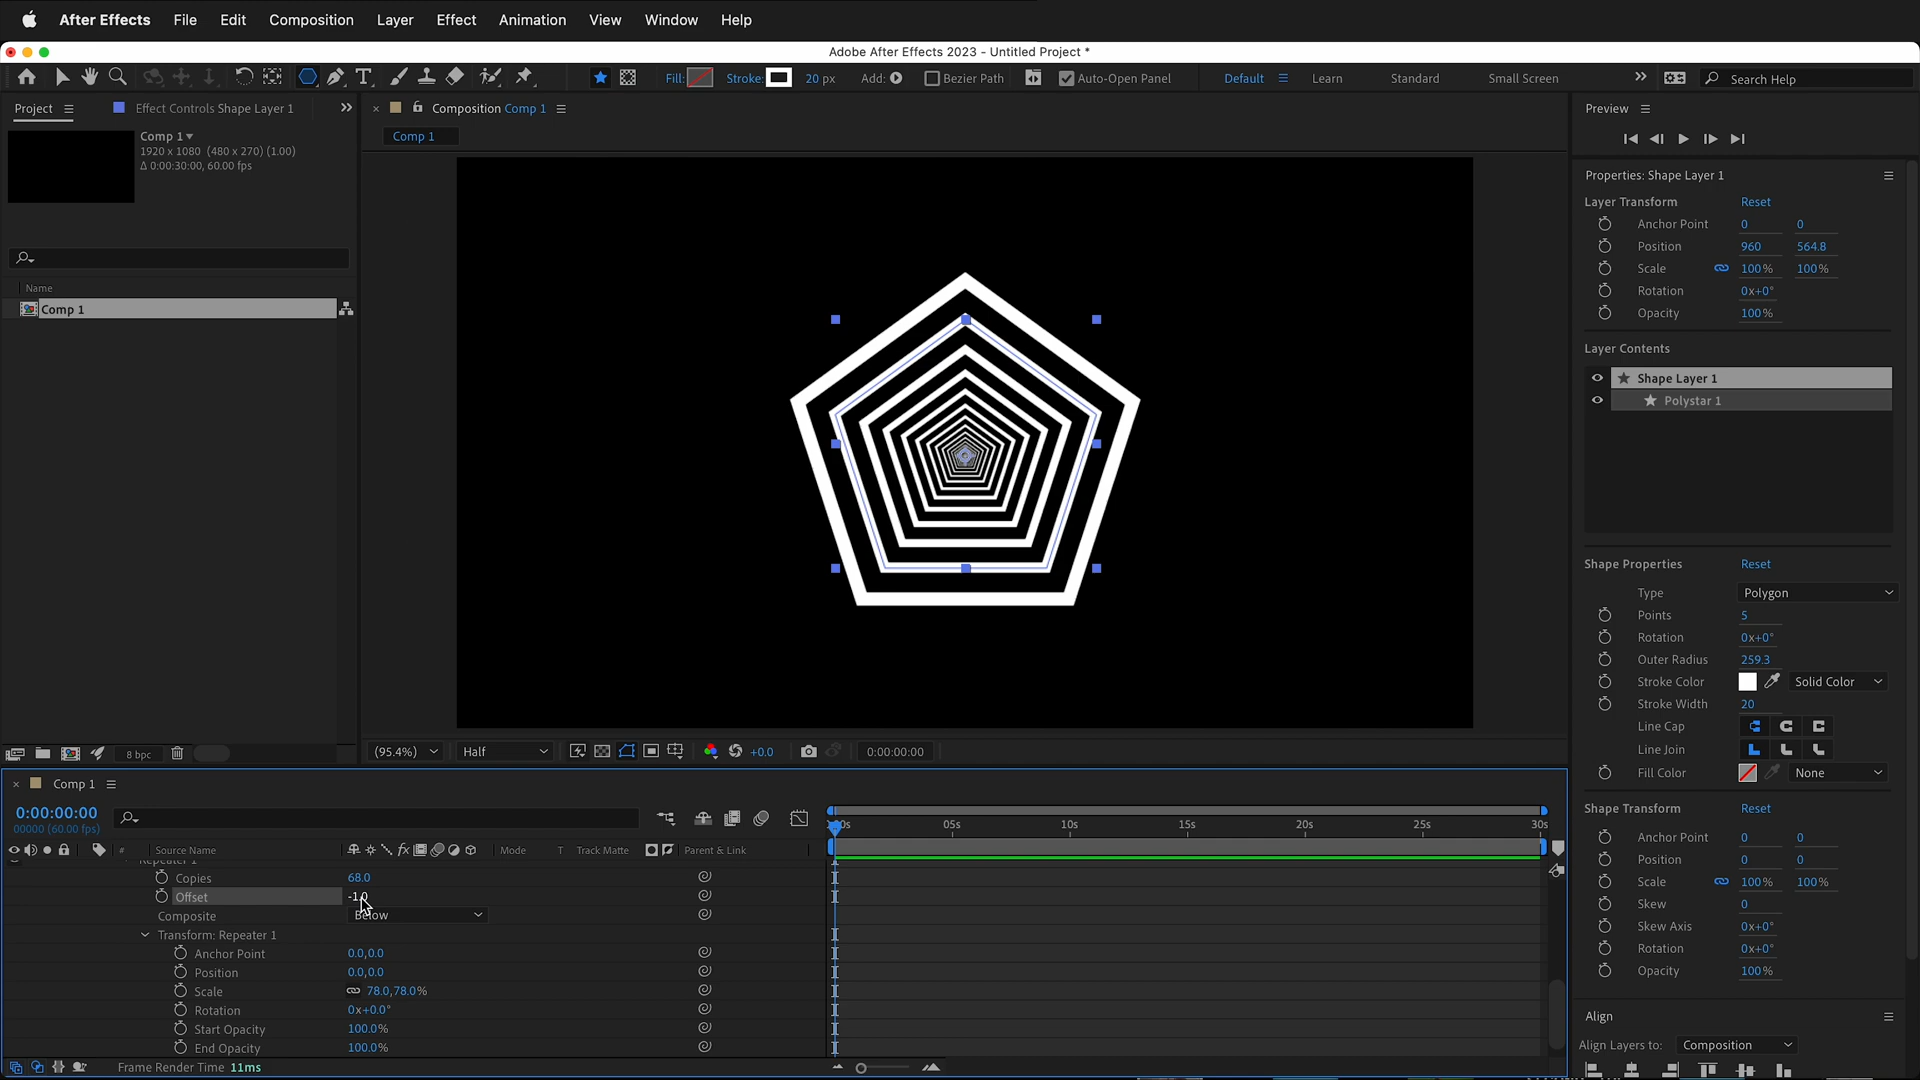 After Effects File Edit Composition Layer Effect Animation View Window Help
Adobe After Effects 2023 - Untitled Project *
Fill: Stroke: 20 px Add: Bezier Path Auto-Open Panel Default Learn Standard Small Screen Search Help
Project Effect Controls Shape Layer 1
Comp 1
1920 x 1080 (480 x 270) (1.00)
Δ 0:00:30:00, 60.00 fps
Name
Comp 1
8 bpc
Composition Comp 1
Comp 1
(95.4%) Half +0.0 0:00:00:00
Preview
Properties: Shape Layer 1
Layer Transform Reset
Anchor Point 0 0
Position 960 564.8
Scale 100% 100%
Rotation 0x+0°
Opacity 100%
Layer Contents
Shape Layer 1
Polystar 1
Shape Properties Reset
Type Polygon
Points 5
Rotation 0x+0°
Outer Radius 259.3
Stroke Color Solid Color
Stroke Width 20
Line Cap
Line Join
Fill Color None
Shape Transform Reset
Anchor Point 0 0
Position 0 0
Scale 100% 100%
Skew 0
Skew Axis 0x+0°
Rotation 0x+0°
Opacity 100%
Align
Align Layers to: Composition
Comp 1
0:00:00:00
00000 (60.00 fps)
05s 10s 15s 20s 25s 30s
# Source Name Mode T Track Matte Parent & Link
Repeater 1
Copies 68.0
Offset -1.0
Composite Below
Transform: Repeater 1
Anchor Point 0.0,0.0
Position 0.0,0.0
Scale 78.0,78.0%
Rotation 0x+0.0°
Start Opacity 100.0%
End Opacity 100.0%
Frame Render Time 11ms